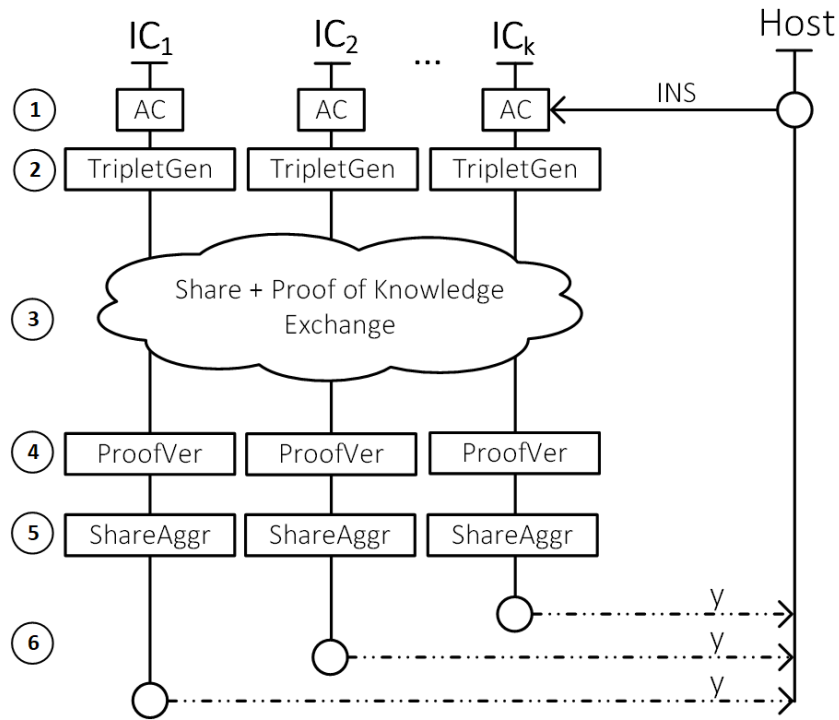 IC1 IC2 ... ICk Host
1 AC AC AC INS
2 TripletGen TripletGen TripletGen
Share + Proof of Knowledge
3 Exchange
4 ProofVer ProofVer ProofVer
5 ShareAggr ShareAggr ShareAggr
y
6 y
y